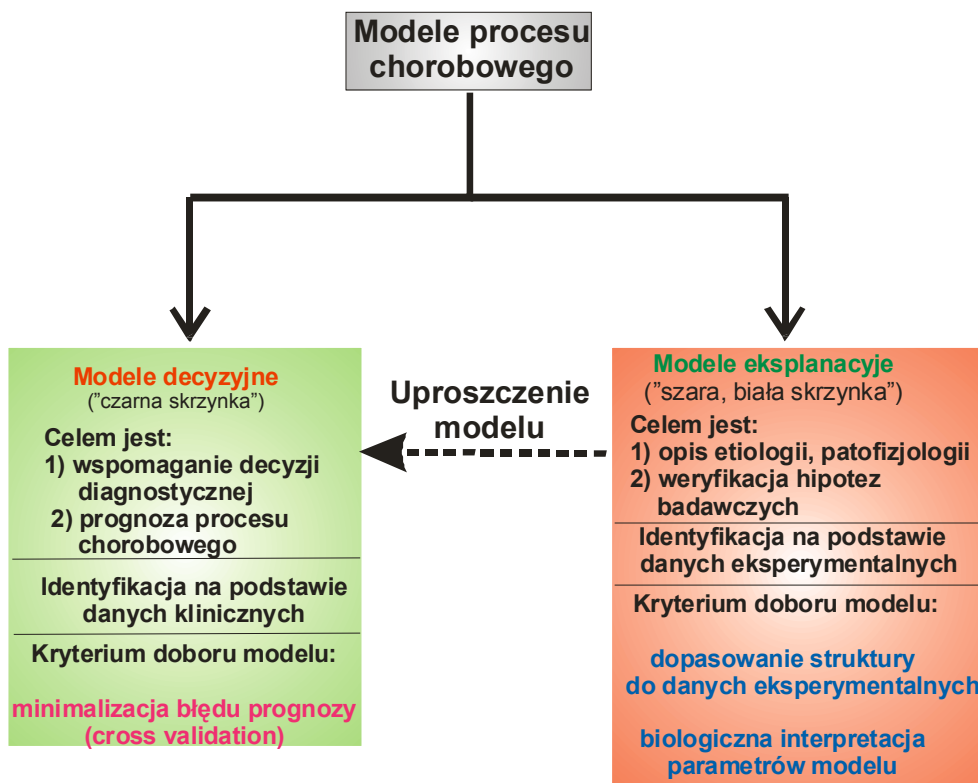 Modele procesu
chorobowego
Modele decyzyjne
("czarna skrzynka”)
Celem jest:
1) wspomaganie decyzji
diagnostycznej
2) prognoza procesu
chorobowego
Identyfikacja na podstawie
danych klinicznych
Kryterium doboru modelu:
minimalizacja błędu prognozy
(cross validation)
Uproszczenie
modelu
Modele eksplanacyje
("szara, biała skrzynka”)
Celem jest:
1) opis etiologii, patofizjologii
2) weryfikacja hipotez
badawczych
Identyfikacja na podstawie
danych eksperymentalnych
Kryterium doboru modelu:
dopasowanie struktury
do danych eksperymentalnych
biologiczna interpretacja
parametrów modelu